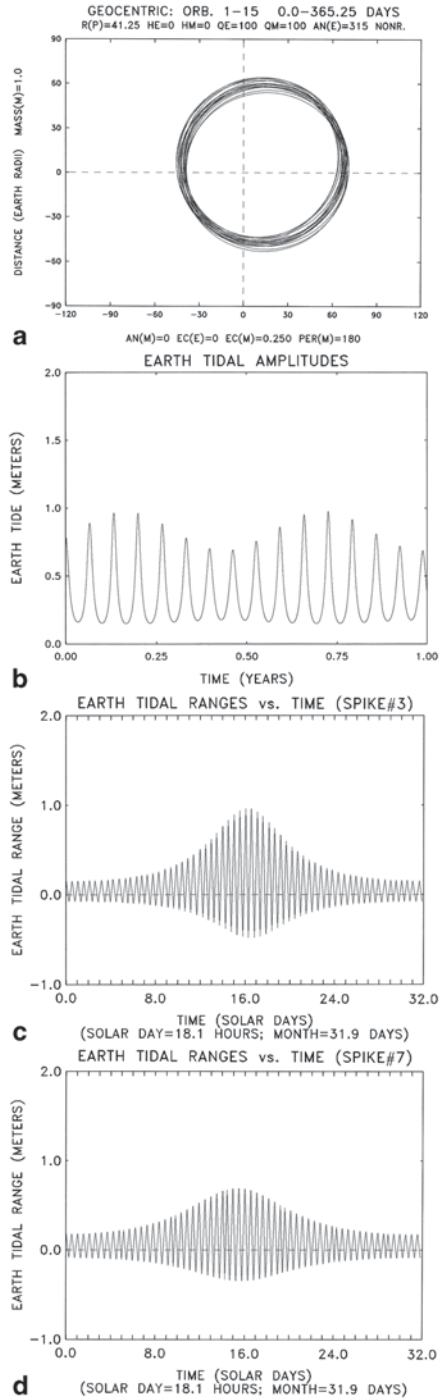 GEOCENTRIC: ORB. 1-15 0.0-365.25 DAYS
R(P)=41.25 HE=0 HM=0 QE=100 QM=100 AN(E)=315 NONR.
DISTANCE (EARTH RADII) MASS(M)=1.0
90
60
30
0
-30
-60
-90
-120 -90 -60 -30 0 30 60 90 120
a
AN(M)=0 EC(E)=0 EC(M)=0.250 PER(M)=180
EARTH TIDAL AMPLITUDES
EARTH TIDE (METERS)
2.0
1.5
1.0
0.5
0.0
0.00 0.25 0.50 0.75 1.00
TIME (YEARS)
b
EARTH TIDAL RANGES vs. TIME (SPIKE#3)
EARTH TIDAL RANGE (METERS)
2.0
1.0
0.0
-1.0
0.0 8.0 16.0 24.0 32.0
TIME (SOLAR DAYS)
c
(SOLAR DAY=18.1 HOURS; MONTH=31.9 DAYS)
EARTH TIDAL RANGES vs. TIME (SPIKE#7)
EARTH TIDAL RANGE (METERS)
2.0
1.0
0.0
-1.0
0.0 8.0 16.0 24.0 32.0
TIME (SOLAR DAYS)
d
(SOLAR DAY=18.1 HOURS; MONTH=31.9 DAYS)